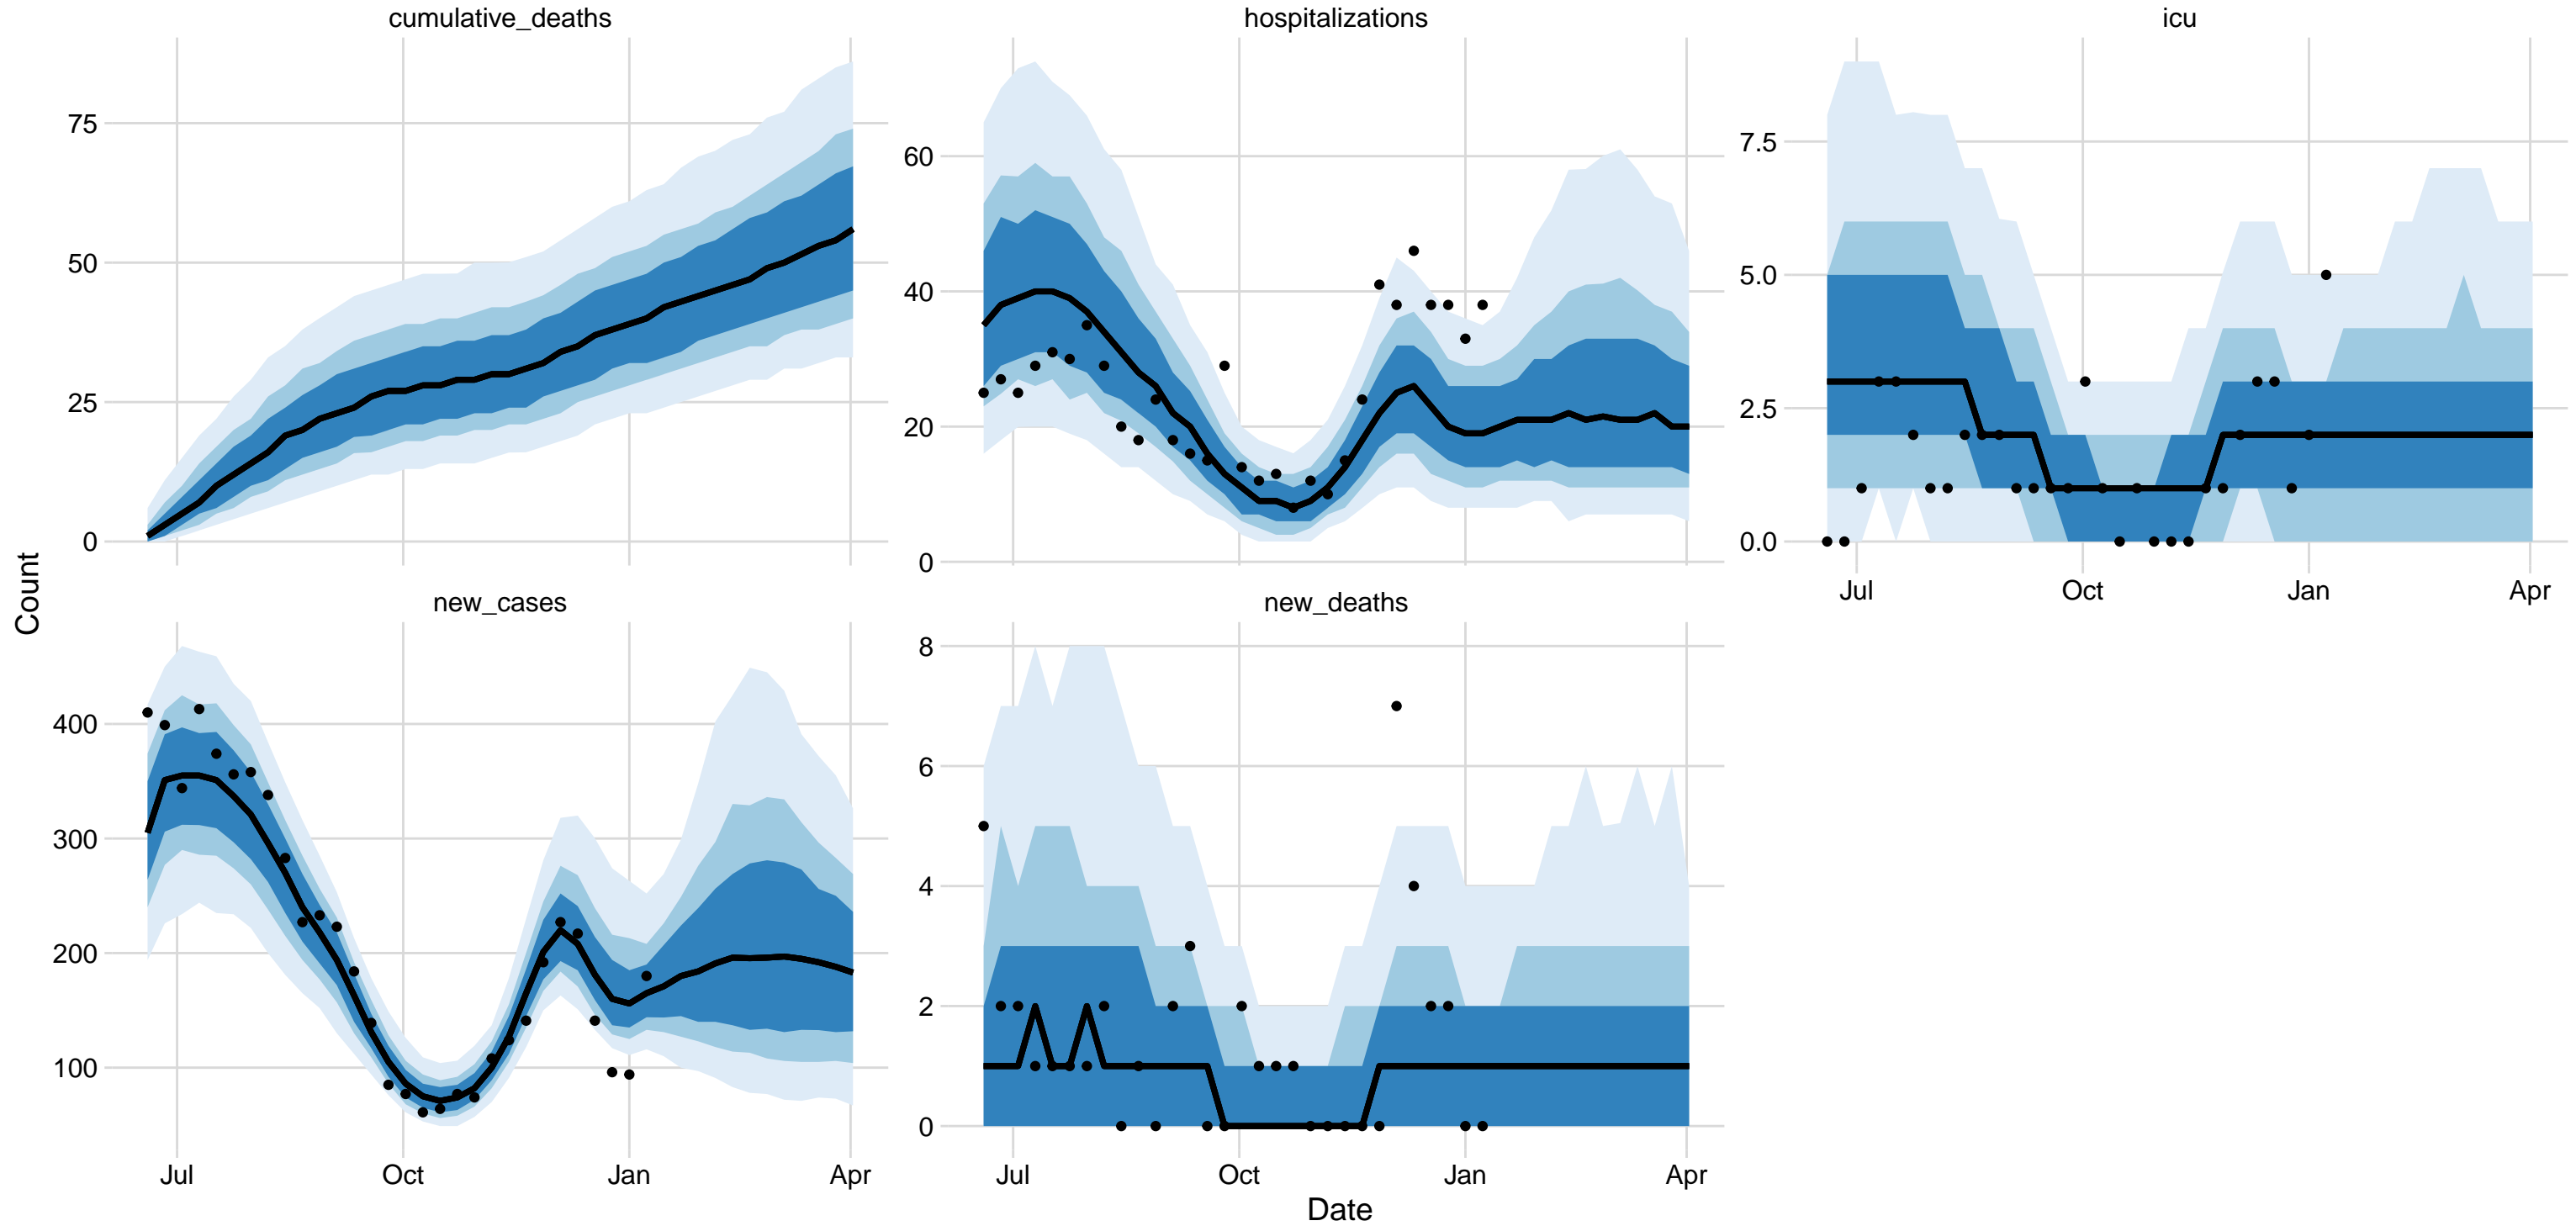 cumulative_deaths
hospitalizations
icu
75
50
25
0
60
40
20
0
7.5
5.0
2.5
0.0
Jul Oct Jan Apr
Count
new_cases
new_deaths
400
300
200
100
8
6
4
2
0
Jul Oct Jan Apr
Jul Oct Jan Apr
Date